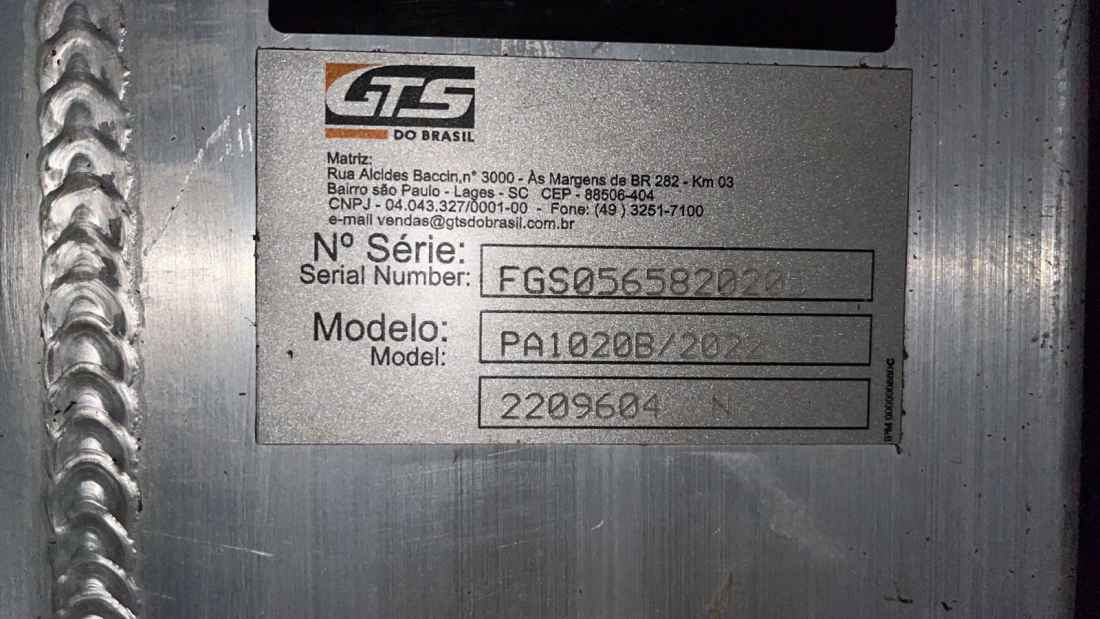 GTS
DO BRASIL
Matriz:
Rua Alcides Baccin,n° 3000 - Às Margens de BR 282 - Km 03
Bairro são Paulo - Lages - SC CEP - 88506-404
CNPJ - 04.043.327/0001-00 - Fone: (49 ) 3251-7100
e-mail vendas@gtsdobrasil.com.br
Nº Série:
Serial Number:
Modelo: PA1020B/2022
Model:
2209604 N